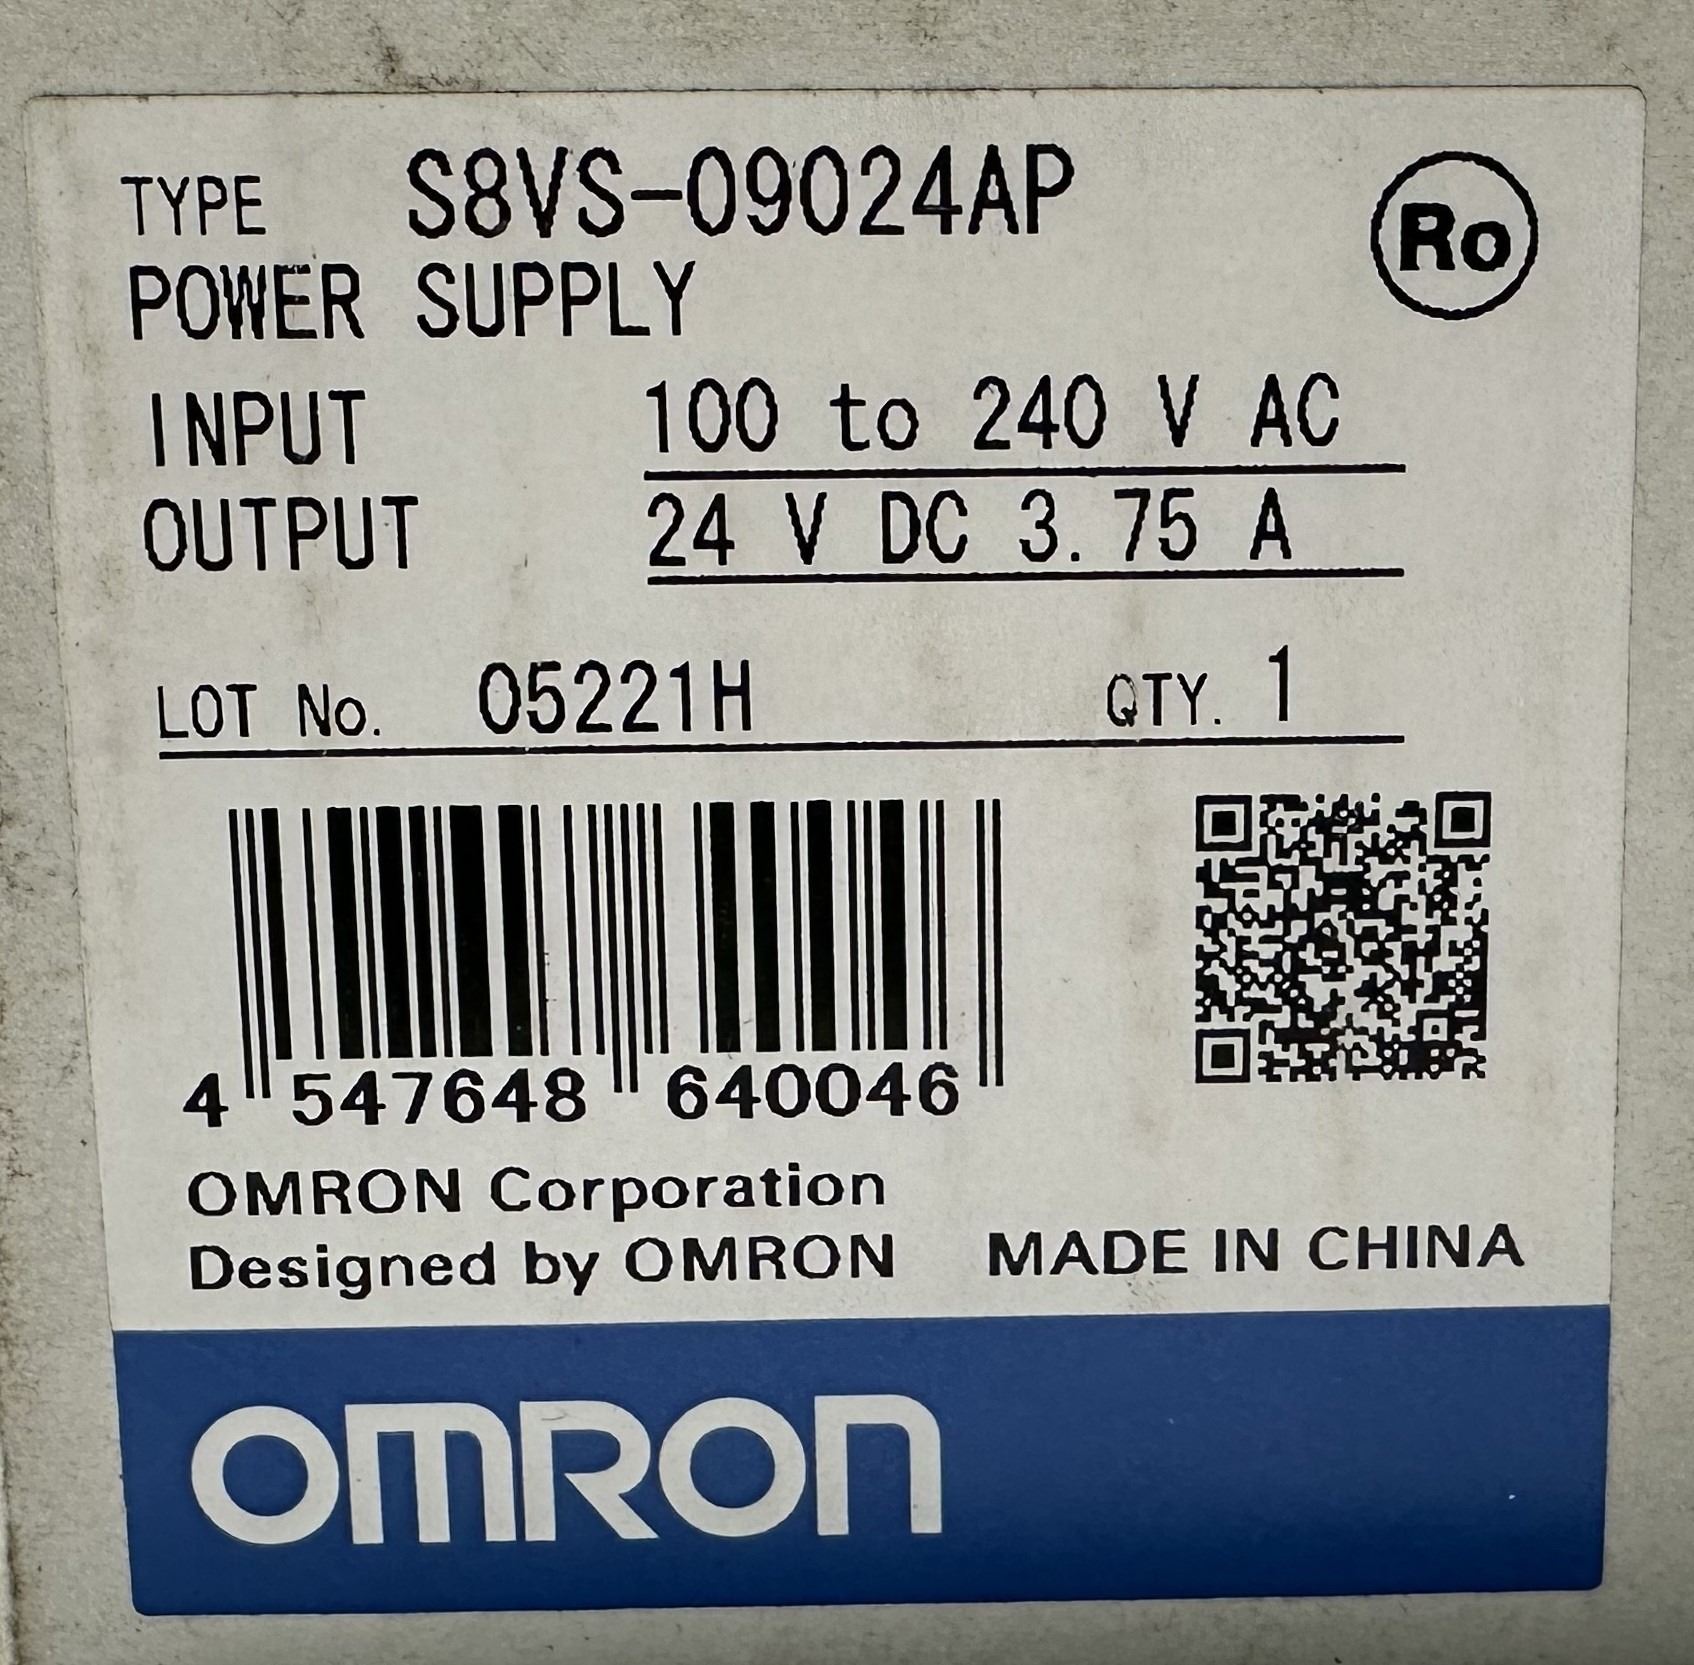 TYPE S8VS-09024AP
Ro
POWER SUPPLY
INPUT 100 to 240 V AC
OUTPUT 24 V DC 3.75 A
LOT No. 05221H QTY. 1
4 547648 640046
OMRON Corporation
Designed by OMRON MADE IN CHINA
OMRON